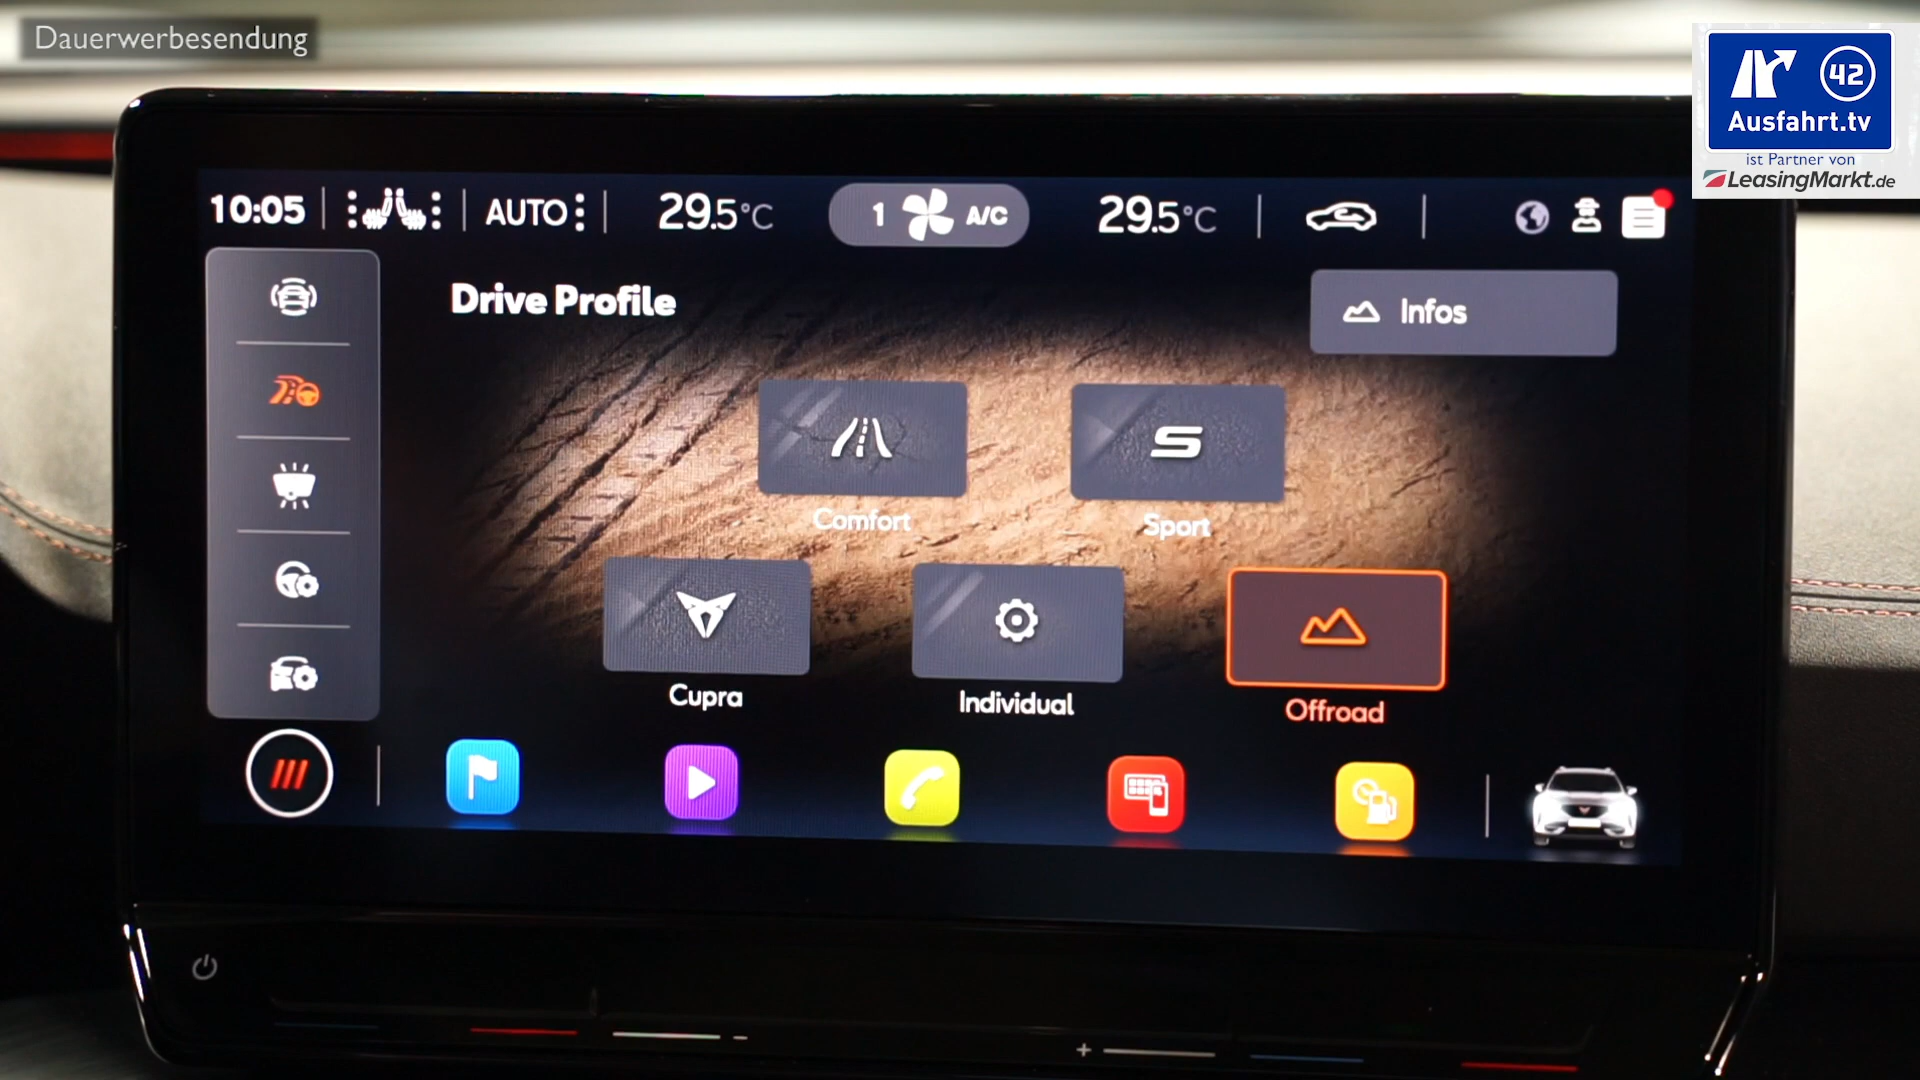 Dauerwerbesendung
42
Ausfahrt.tv
ist Partner von
LeasingMarkt.de
10:05 AUTO 29.5°C 1 A/C 29.5°C
Drive Profile
Infos
Comfort
S
Sport
Cupra
Individual
Offroad
- +